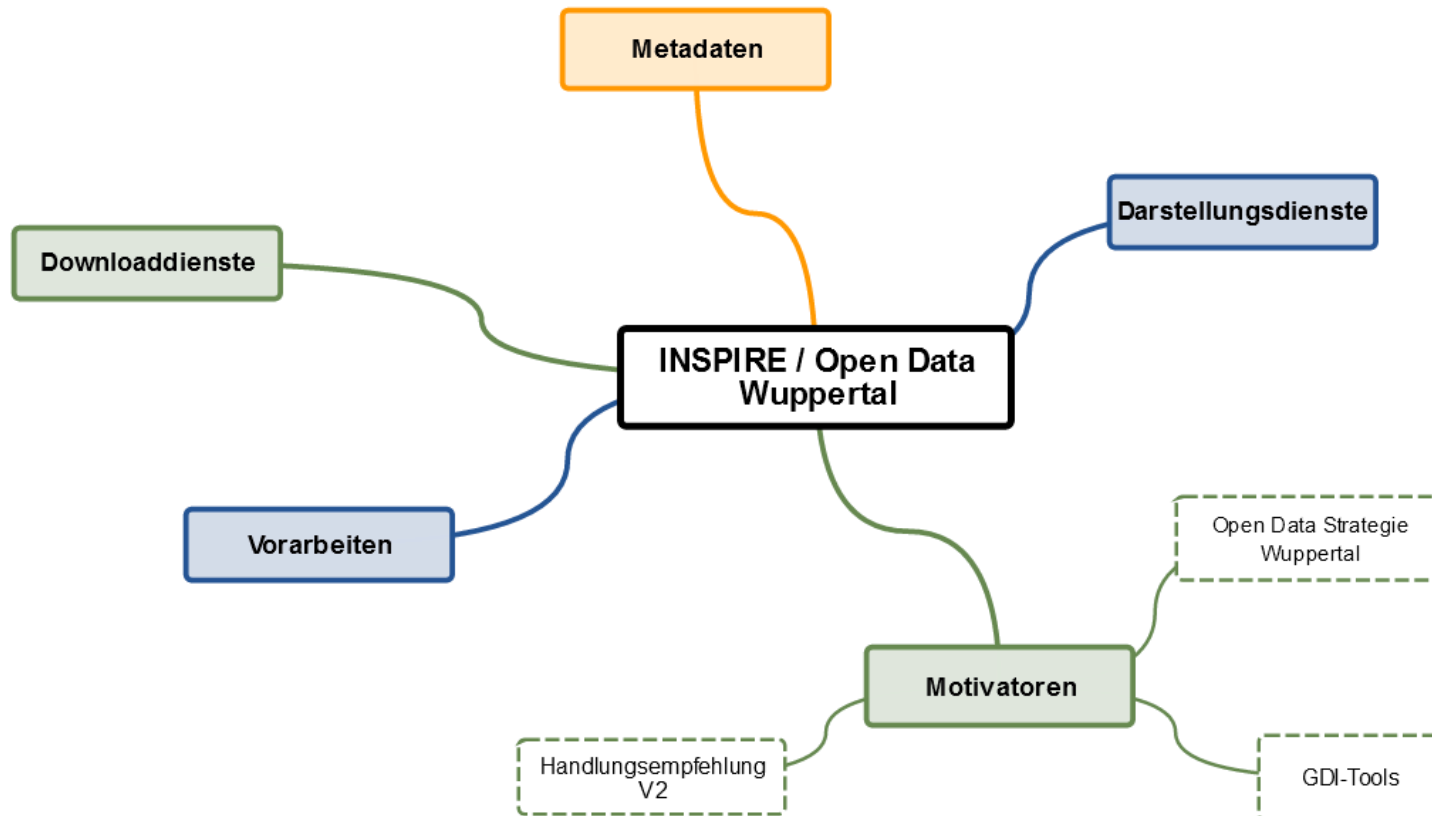 Metadaten
Darstellungsdienste
Downloaddienste
INSPIRE / Open Data
Wuppertal
Vorarbeiten
Open Data Strategie
Wuppertal
Motivatoren
Handlungsempfehlung
V2
GDI-Tools